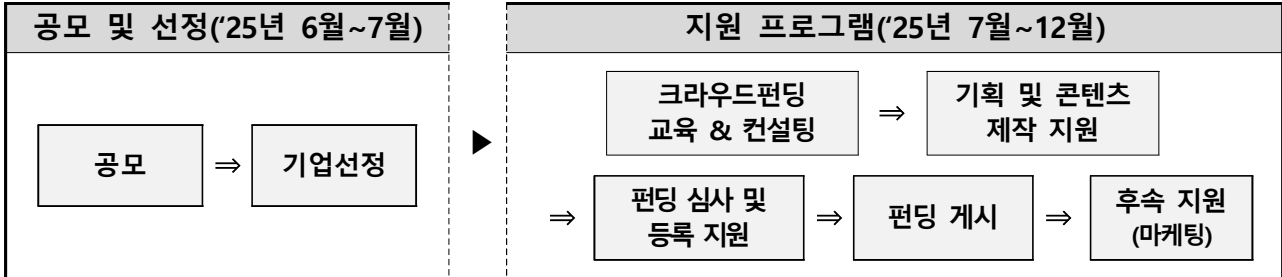 공모 및 선정(‘25년 6월~7월)
지원 프로그램(‘25년 7월~12월)
공모
⇒
기업선정
▶
크라우드펀딩
교육 & 컨설팅
⇒
기획 및 콘텐츠
제작 지원
⇒
펀딩 심사 및
등록 지원
⇒
펀딩 게시
⇒
후속 지원
(마케팅)